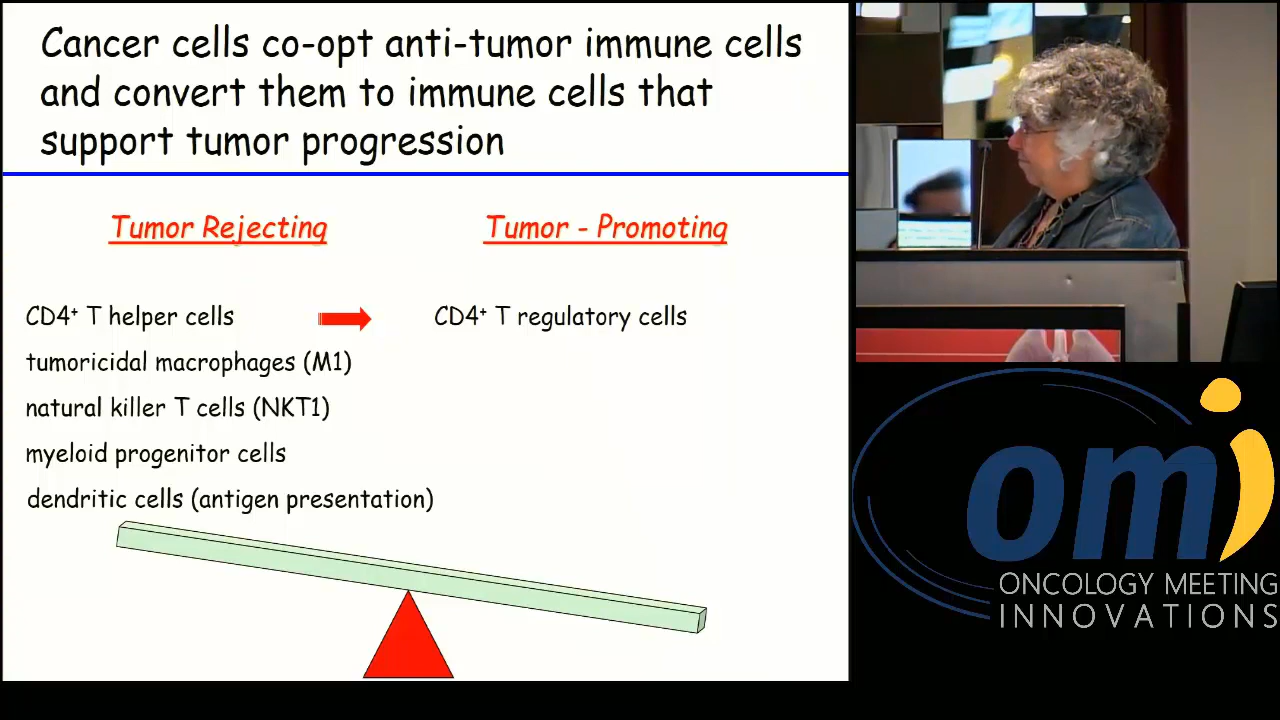 Cancer cells co-opt anti-tumor immune cells
and convert them to immune cells that
support tumor progression
Tumor Rejecting
Tumor - Promoting
CD4⁺ T helper cells
CD4⁺ T regulatory cells
tumoricidal macrophages (M1)
natural killer T cells (NKT1)
myeloid progenitor cells
dendritic cells (antigen presentation)
omi
ONCOLOGY MEETING
INNOVATIONS